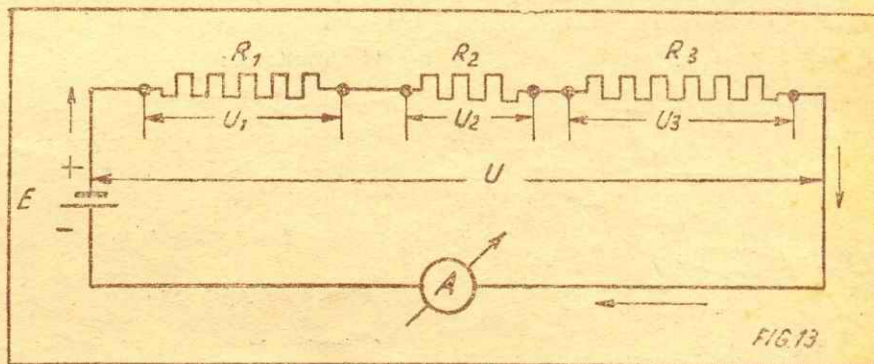 R1 R2 R3
U1 U2 U3
+ U
E
-
A
FIG.13